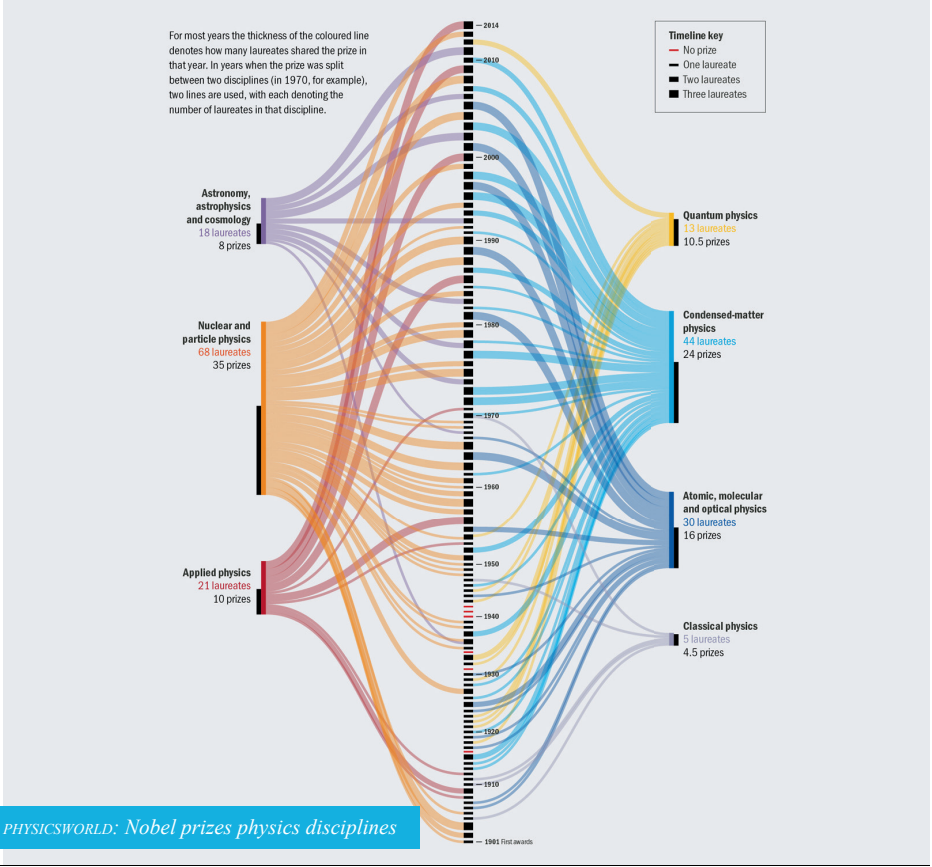 For most years the thickness of the coloured line
denotes how many laureates shared the prize in
that year. In years when the prize was split
between two disciplines (in 1970, for example),
two lines are used, with each denoting the
number of laureates in that discipline.
Timeline key
No prize
One laureate
Two laureates
Three laureates
2014
2010
2000
1990
1980
1970
1960
1950
1940
1930
1920
1910
1901 First awards
Astronomy,
astrophysics
and cosmology
18 laureates
8 prizes
Nuclear and
particle physics
68 laureates
35 prizes
Applied physics
21 laureates
10 prizes
Quantum physics
13 laureates
10.5 prizes
Condensed-matter
physics
44 laureates
24 prizes
Atomic, molecular
and optical physics
30 laureates
16 prizes
Classical physics
5 laureates
4.5 prizes
PHYSICSWORLD: Nobel prizes physics disciplines